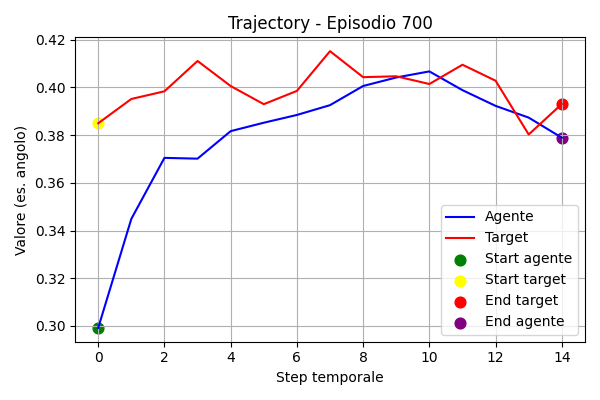 Trajectory - Episodio 700
Valore (es. angolo)
0.42
0.40
0.38
0.36
0.34
0.32
0.30
0 2 4 6 8 10 12 14
Step temporale
Agente
Target
Start agente
Start target
End target
End agente